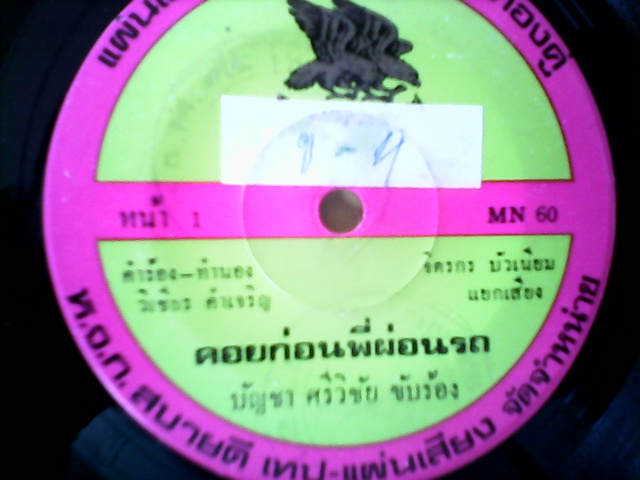 หน้า 1
MN 60
คำร้อง-ทำนอง
วิเชียร คำเจริญ
จิตรกร บัวเนียม
แยกเสียง
คอยก่อนพี่ผ่อนรถ
บัญชา ศรีวิชัย ขับร้อง
ห.จ.ก. สบายดี เทป-แผ่นเสียง จัดจำหน่าย